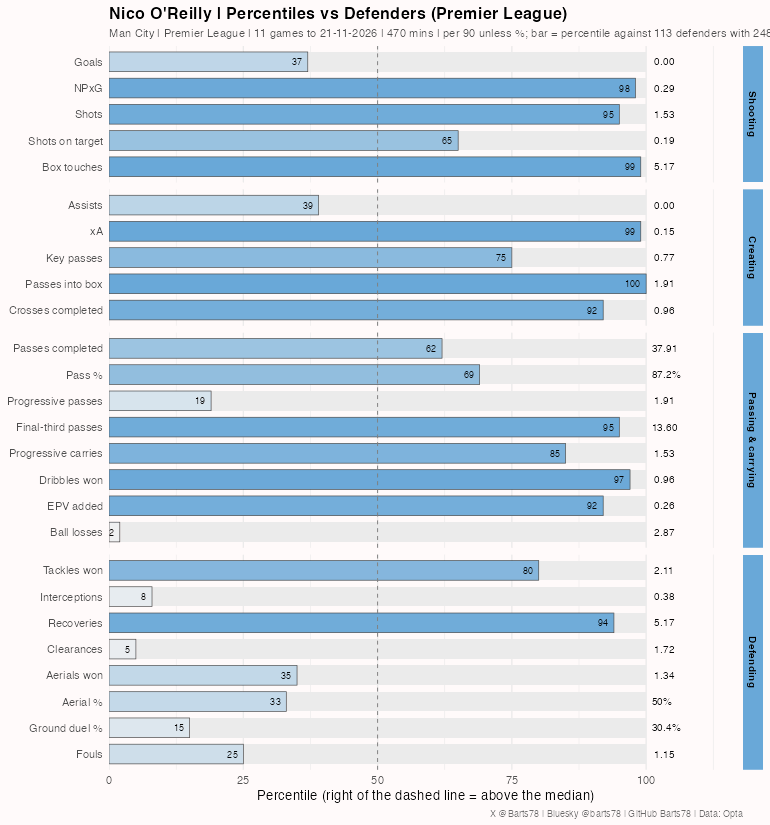 Nico O'Reilly | Percentiles vs Defenders (Premier League)
Man City | Premier League | 11 games to 21-11-2026 | 470 mins | per 90 unless %; bar = percentile against 113 defenders with 248
Goals 37 0.00
NPxG 98 0.29
Shots 95 1.53
Shots on target 65 0.19
Box touches 99 5.17
Shooting
Assists 39 0.00
xA 99 0.15
Key passes 75 0.77
Passes into box 100 1.91
Crosses completed 92 0.96
Creating
Passes completed 62 37.91
Pass % 69 87.2%
Progressive passes 19 1.91
Final-third passes 95 13.60
Progressive carries 85 1.53
Dribbles won 97 0.96
EPV added 92 0.26
Ball losses 2 2.87
Passing & carrying
Tackles won 80 2.11
Interceptions 8 0.38
Recoveries 94 5.17
Clearances 5 1.72
Aerials won 35 1.34
Aerial % 33 50%
Ground duel % 15 30.4%
Fouls 25 1.15
Defending
0 25 50 75 100
Percentile (right of the dashed line = above the median)
X @Barts78 | Bluesky @barts78 | GitHub Barts78 | Data: Opta